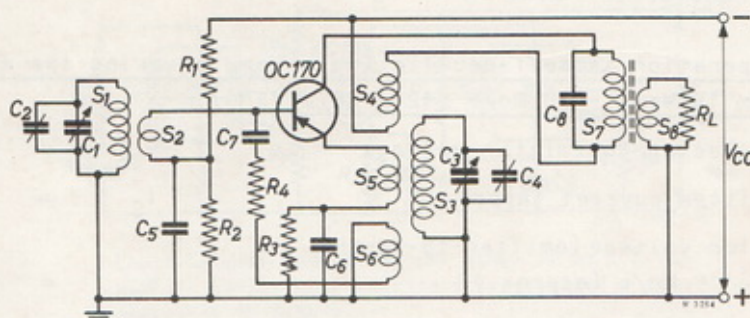 OC170
R1
S1
S2
S4
C2
C1
C7
C8
S7
S8
RL
R4
S5
C3
C4
S3
VCC
C5
R2
R3
C6
S6
−
+